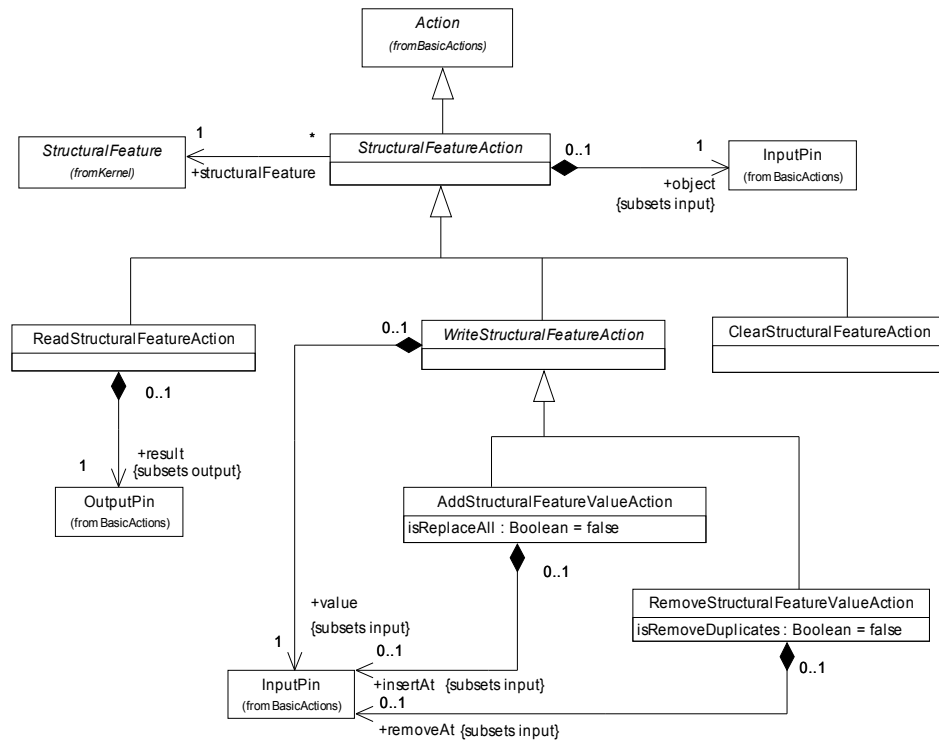 Action
(fromBasicActions)
1
*
StructuralFeature
(fromKernel)
+structuralFeature
StructuralFeatureAction
0..1
1
+object
{subsets input}
InputPin
(from BasicActions)
ReadStructuralFeatureAction
0..1
0..1
WriteStructuralFeatureAction
ClearStructuralFeatureAction
+result
1
{subsets output}
OutputPin
(from BasicActions)
AddStructuralFeatureValueAction
isReplaceAll : Boolean = false
0..1
RemoveStructuralFeatureValueAction
isRemoveDuplicates : Boolean = false
0..1
+value
{subsets input}
1
0..1
InputPin
(from BasicActions)
+insertAt {subsets input}
0..1
+removeAt {subsets input}